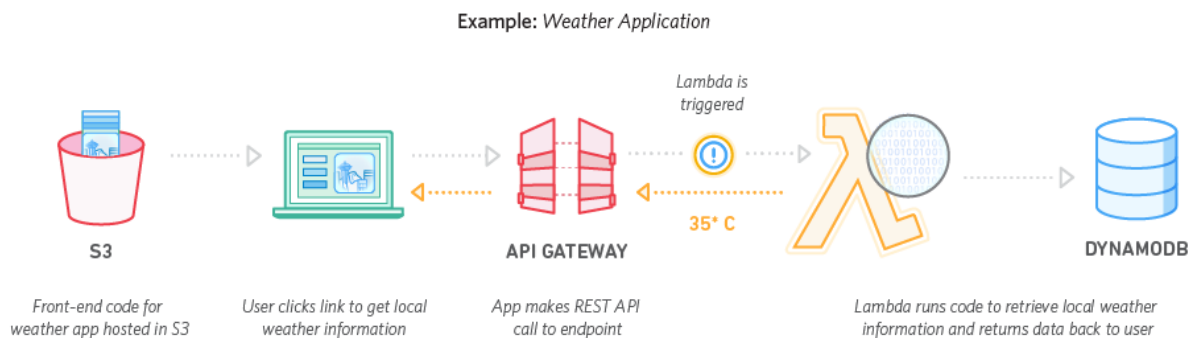 Example: Weather Application
Lambda is
triggered
35° C
S3
API GATEWAY
DYNAMODB
Front-end code for
weather app hosted in S3
User clicks link to get local
weather information
App makes REST API
call to endpoint
Lambda runs code to retrieve local weather
information and returns data back to user